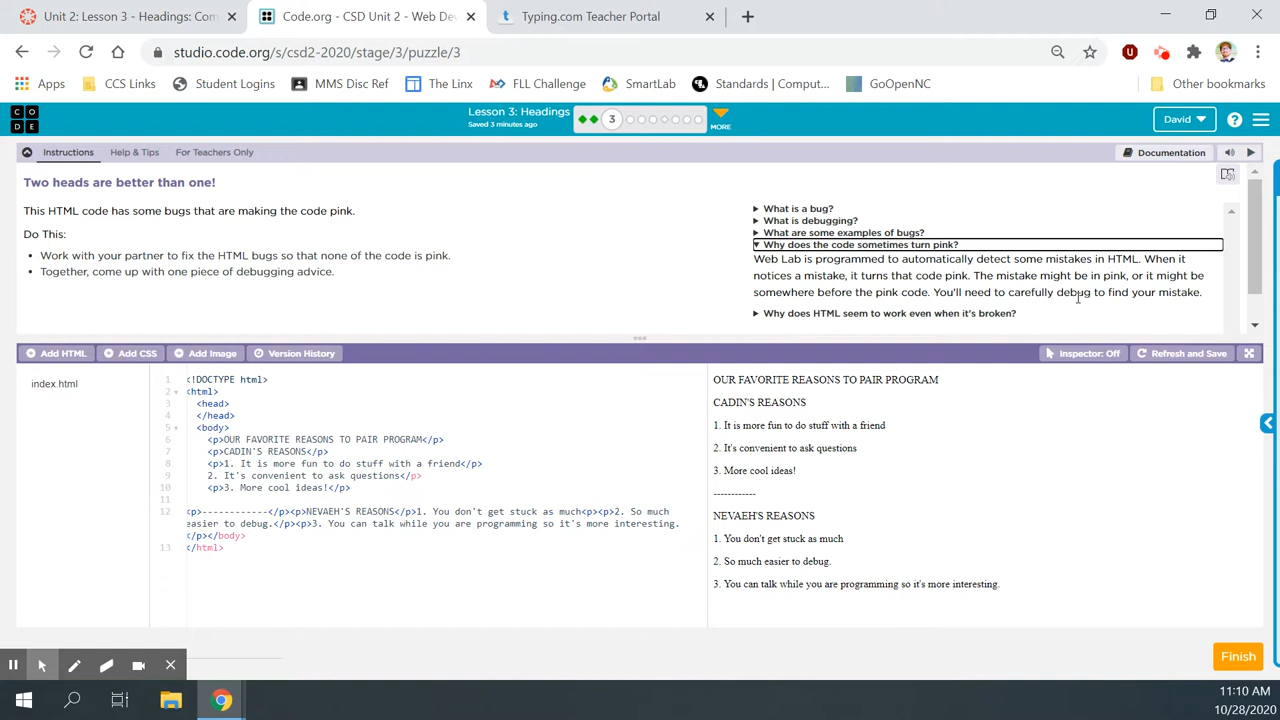 Unit 2: Lesson 3 - Headings: Com
Code.org - CSD Unit 2 - Web De
Typing.com Teacher Portal
studio.code.org/s/csd2-2020/stage/3/puzzle/3
Apps
CCS Links
Student Logins
MMS Disc Ref
The Linx
FLL Challenge
SmartLab
Standards | Comput...
GoOpenNC
Other bookmarks
CODE
Lesson 3: Headings
Saved 3 minutes ago
3
MORE
David
Instructions
Help & Tips
For Teachers Only
Documentation
Two heads are better than one!
This HTML code has some bugs that are making the code pink.
Do This:
• Work with your partner to fix the HTML bugs so that none of the code is pink.
• Together, come up with one piece of debugging advice.
What is a bug?
What is debugging?
What are some examples of bugs?
Why does the code sometimes turn pink?
Web Lab is programmed to automatically detect some mistakes in HTML. When it
notices a mistake, it turns that code pink. The mistake might be in pink, or it might be
somewhere before the pink code. You'll need to carefully debug to find your mistake.
Why does HTML seem to work even when it's broken?
Add HTML
Add CSS
Add Image
Version History
Inspector: Off
Refresh and Save
index.html
1 <!DOCTYPE html>
2 <html>
3 <head>
4 </head>
5 <body>
6 <p>OUR FAVORITE REASONS TO PAIR PROGRAM</p>
7 <p>CADIN'S REASONS</p>
8 <p>1. It is more fun to do stuff with a friend</p>
9 2. It's convenient to ask questions</p>
10 <p>3. More cool ideas!</p>
11
12 <p>------------</p><p>NEVAEH'S REASONS</p>1. You don't get stuck as much<p><p>2. So much
easier to debug.</p><p>3. You can talk while you are programming so it's more interesting.
</p></body>
13 </html>
OUR FAVORITE REASONS TO PAIR PROGRAM
CADIN'S REASONS
1. It is more fun to do stuff with a friend
2. It's convenient to ask questions
3. More cool ideas!
------------
NEVAEH'S REASONS
1. You don't get stuck as much
2. So much easier to debug.
3. You can talk while you are programming so it's more interesting.
Finish
11:10 AM
10/28/2020